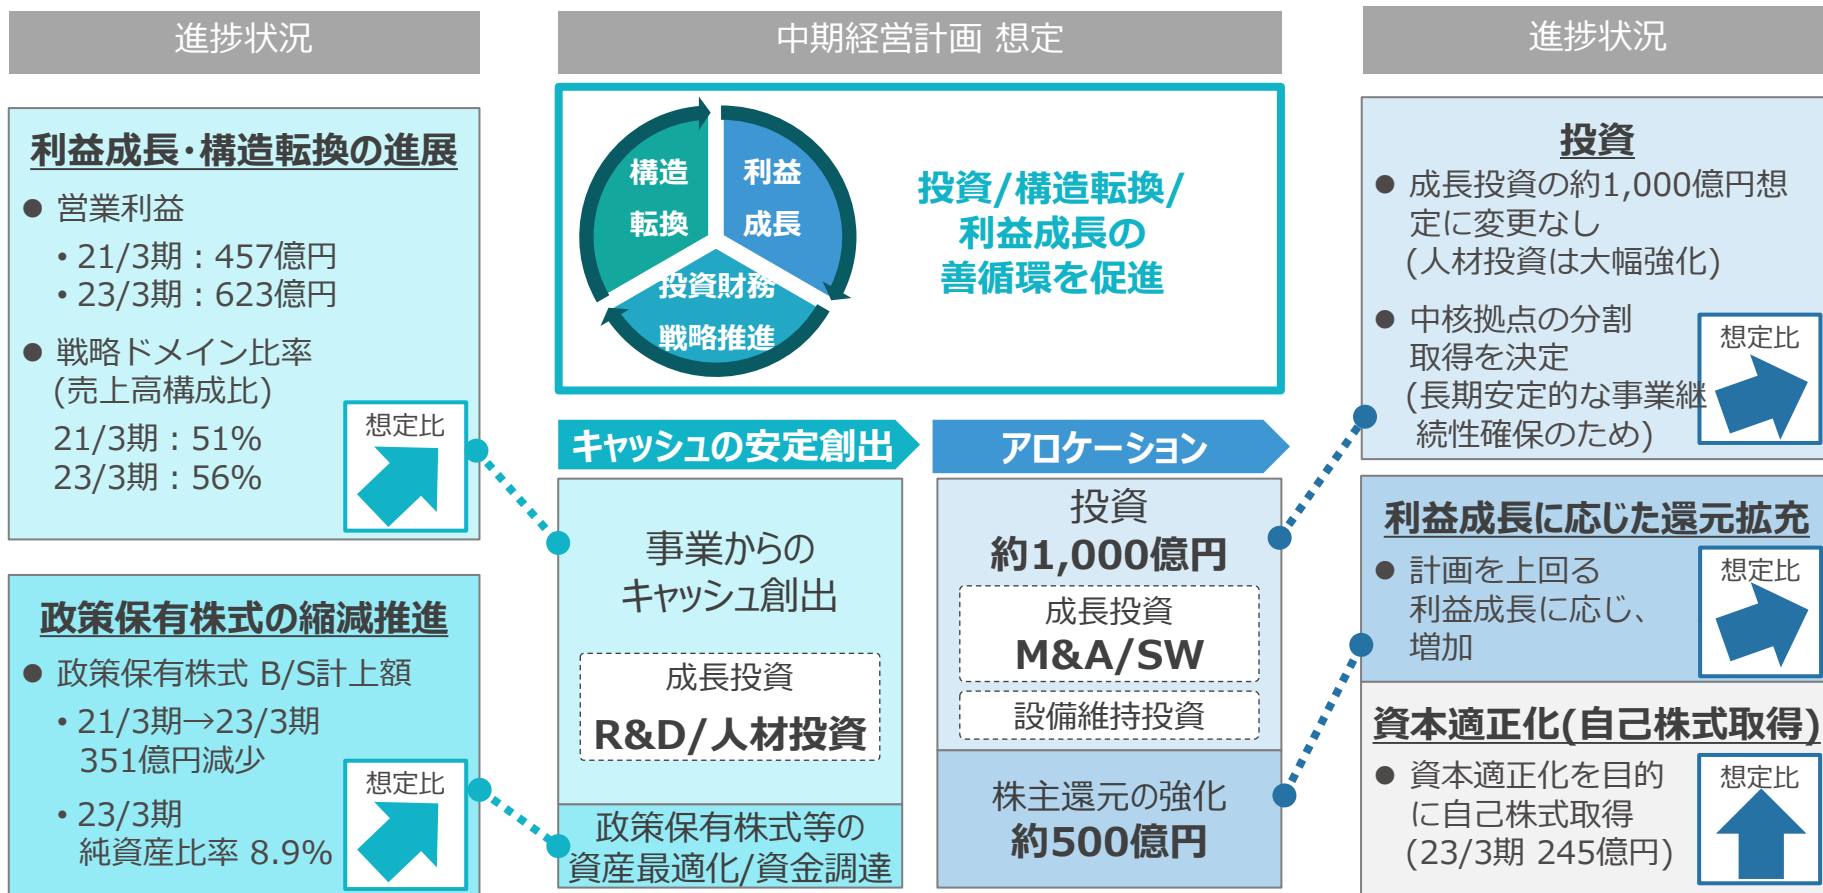 進捗状況
利益成長・構造転換の進展
● 営業利益
・21/3期：457億円
・23/3期：623億円
● 戦略ドメイン比率
(売上高構成比)
21/3期：51%
23/3期：56%
想定比
政策保有株式の縮減推進
● 政策保有株式 B/S計上額
・21/3期→23/3期
351億円減少
・23/3期
純資産比率 8.9%
想定比
中期経営計画 想定
構造
転換
利益
成長
投資財務
戦略推進
投資/構造転換/
利益成長の
善循環を促進
キャッシュの安定創出
事業からの
キャッシュ創出
成長投資
R&D/人材投資
政策保有株式等の
資産最適化/資金調達
アロケーション
投資
約1,000億円
成長投資
M&A/SW
設備維持投資
株主還元の強化
約500億円
進捗状況
投資
● 成長投資の約1,000億円想
定に変更なし
(人材投資は大幅強化)
● 中核拠点の分割
取得を決定
(長期安定的な事業継
続性確保のため)
想定比
利益成長に応じた還元拡充
● 計画を上回る
利益成長に応じ、
増加
想定比
資本適正化(自己株式取得)
● 資本適正化を目的
に自己株式取得
(23/3期 245億円)
想定比